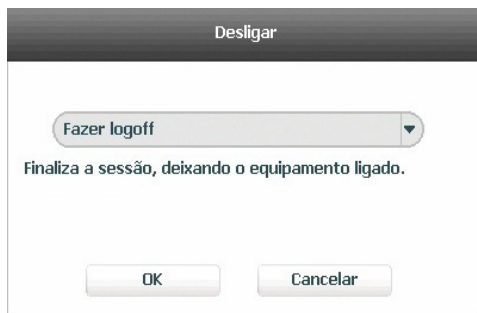 Desligar
Fazer logoff
Finaliza a sessão, deixando o equipamento ligado.
OK Cancelar